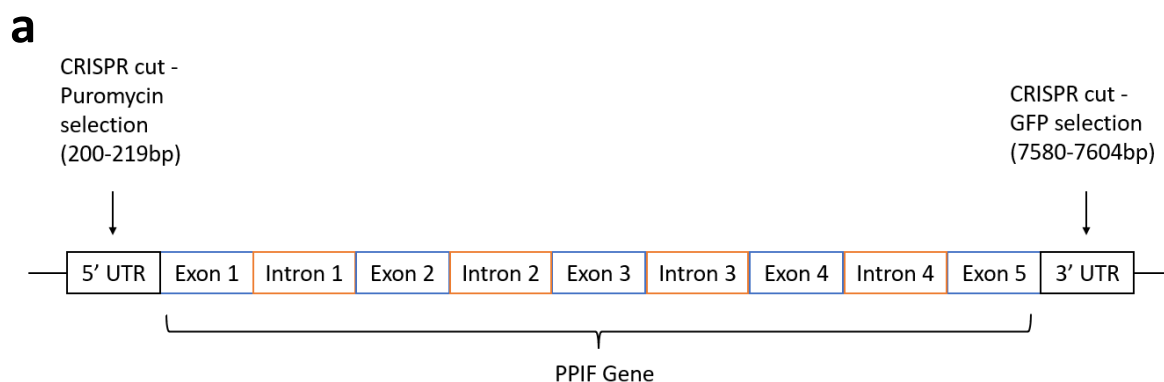 a
CRISPR cut -
Puromycin
selection
(200-219bp)
CRISPR cut -
GFP selection
(7580-7604bp)
5’ UTR Exon 1 Intron 1 Exon 2 Intron 2 Exon 3 Intron 3 Exon 4 Intron 4 Exon 5 3’ UTR
PPIF Gene